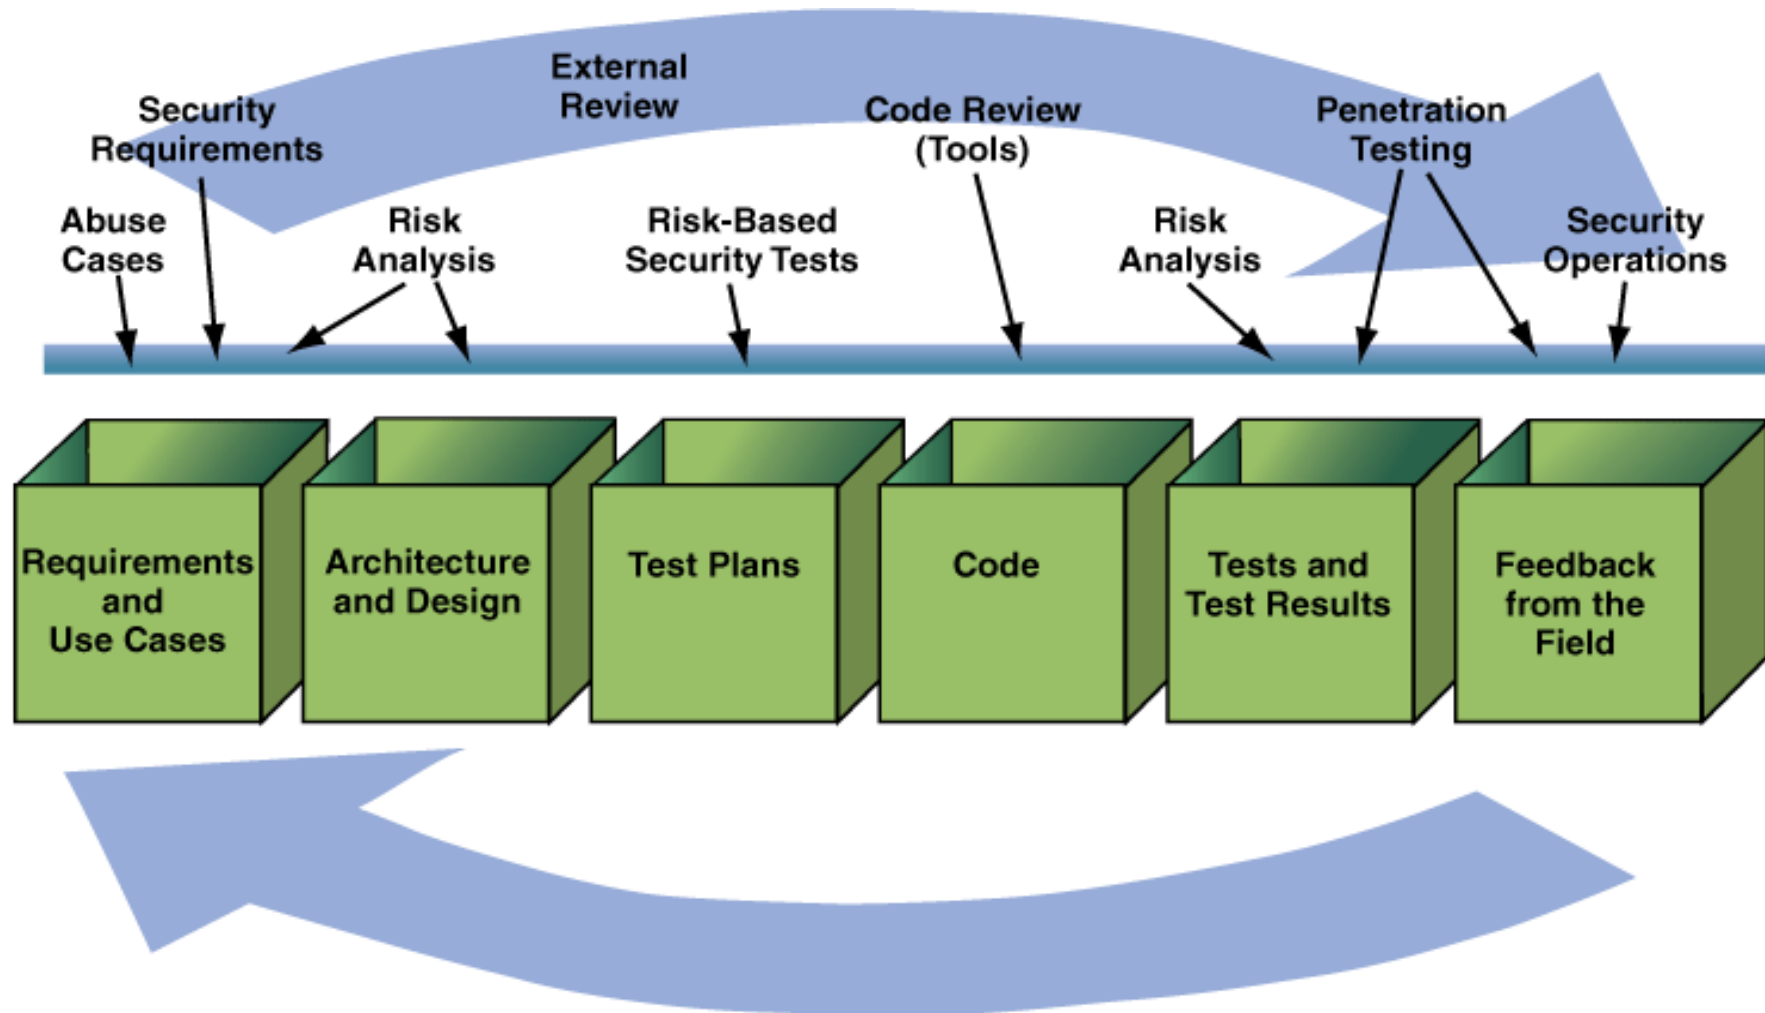 External
Review
Security
Requirements
Code Review
(Tools)
Penetration
Testing
Abuse
Cases
Risk
Analysis
Risk-Based
Security Tests
Risk
Analysis
Security
Operations
Requirements
and
Use Cases
Architecture
and Design
Test Plans
Code
Tests and
Test Results
Feedback
from the
Field